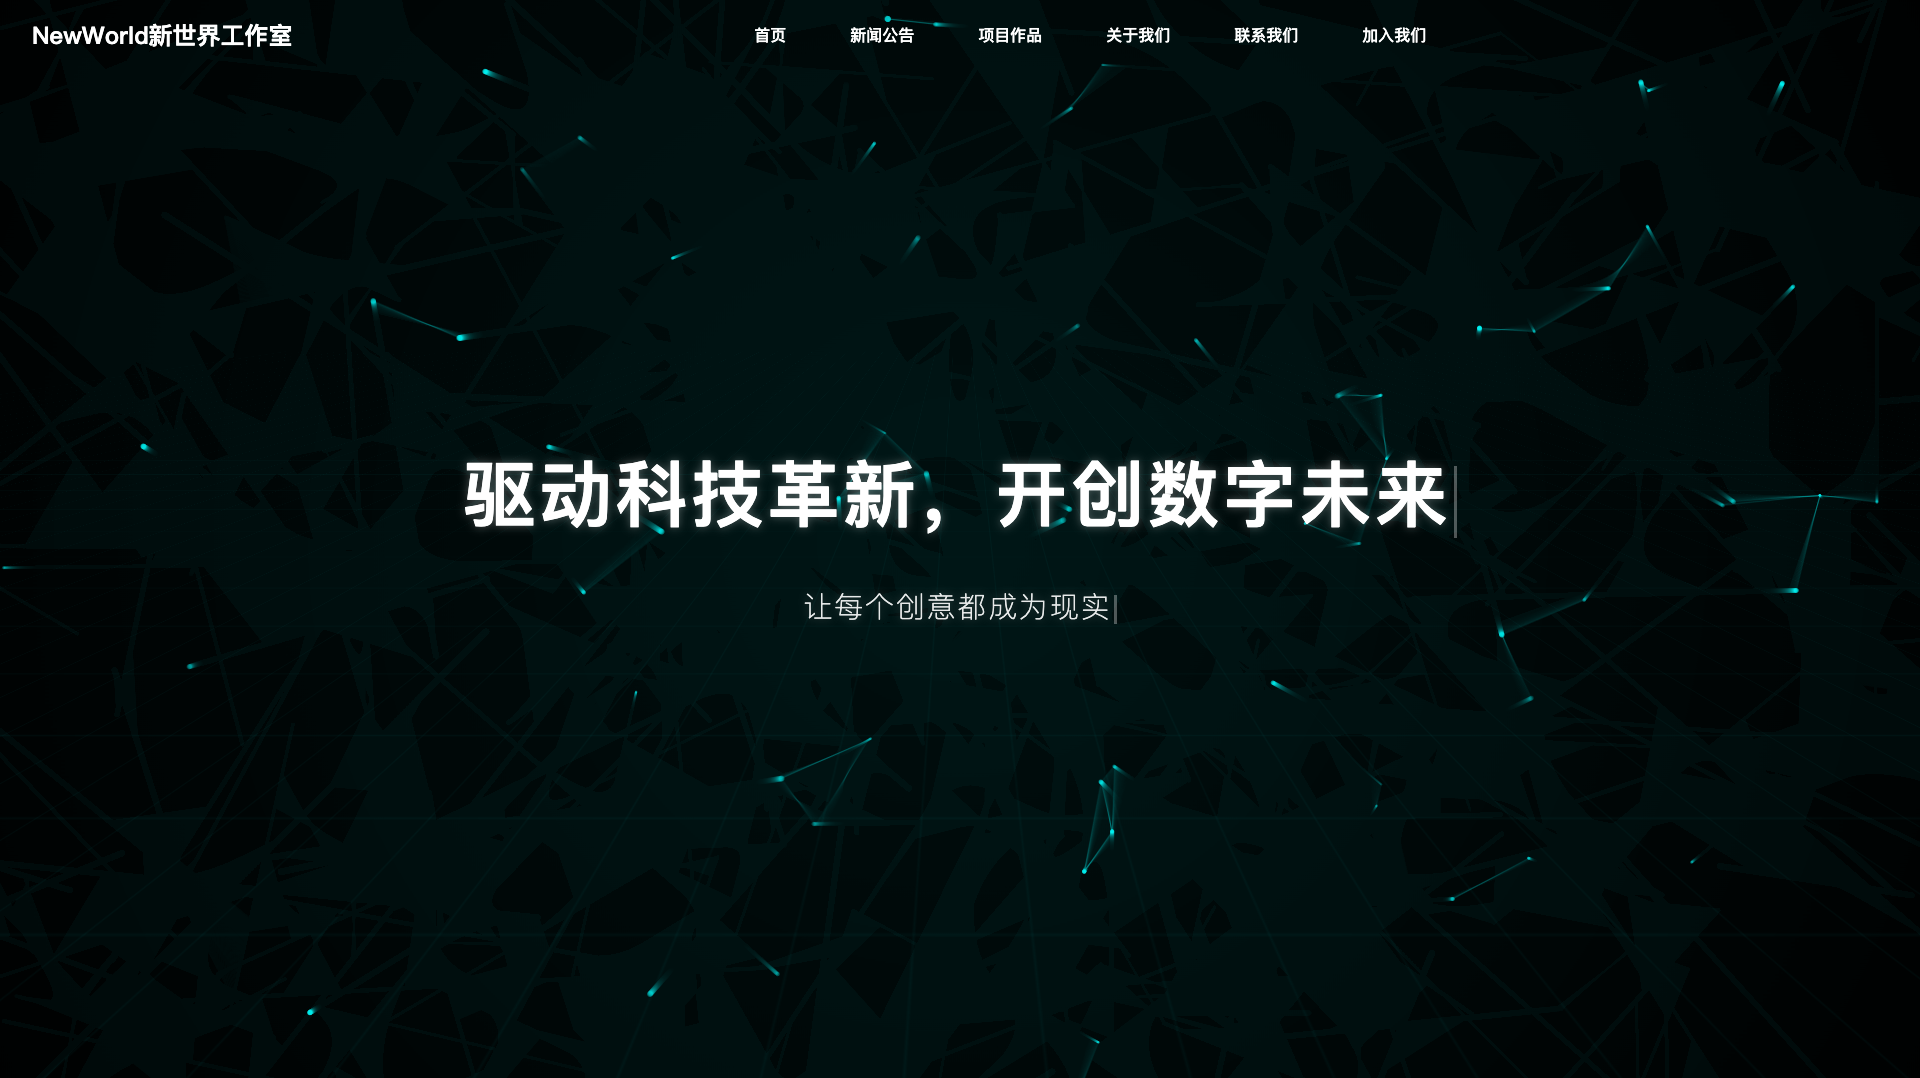 NewWorld新世界工作室
首页 新闻公告 项目作品 关于我们 联系我们 加入我们
驱动科技革新，开创数字未来
让每个创意都成为现实